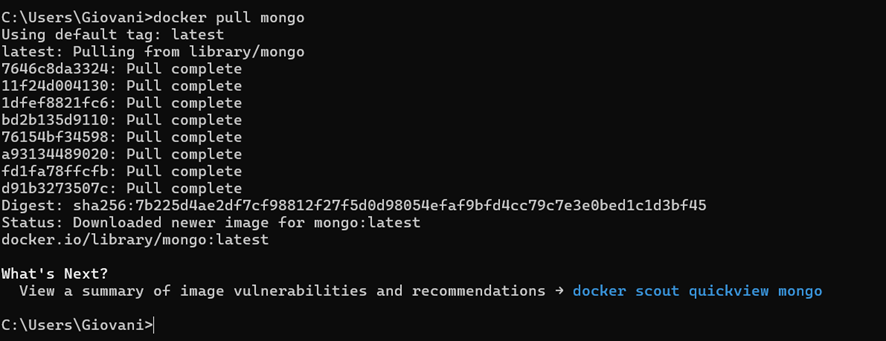 C:\Users\Giovani>docker pull mongo
Using default tag: latest
latest: Pulling from library/mongo
7646c8da3324: Pull complete
11f24d004130: Pull complete
1dfef8821fc6: Pull complete
bd2b135d9110: Pull complete
76154bf34598: Pull complete
a93134489020: Pull complete
fd1fa78ffcfb: Pull complete
d91b3273507c: Pull complete
Digest: sha256:7b225d4ae2df7cf98812f27f5d0d98054efaf9bfd4cc79c7e3e0bed1c1d3bf45
Status: Downloaded newer image for mongo:latest
docker.io/library/mongo:latest
What's Next?
View a summary of image vulnerabilities and recommendations → docker scout quickview mongo
C:\Users\Giovani>